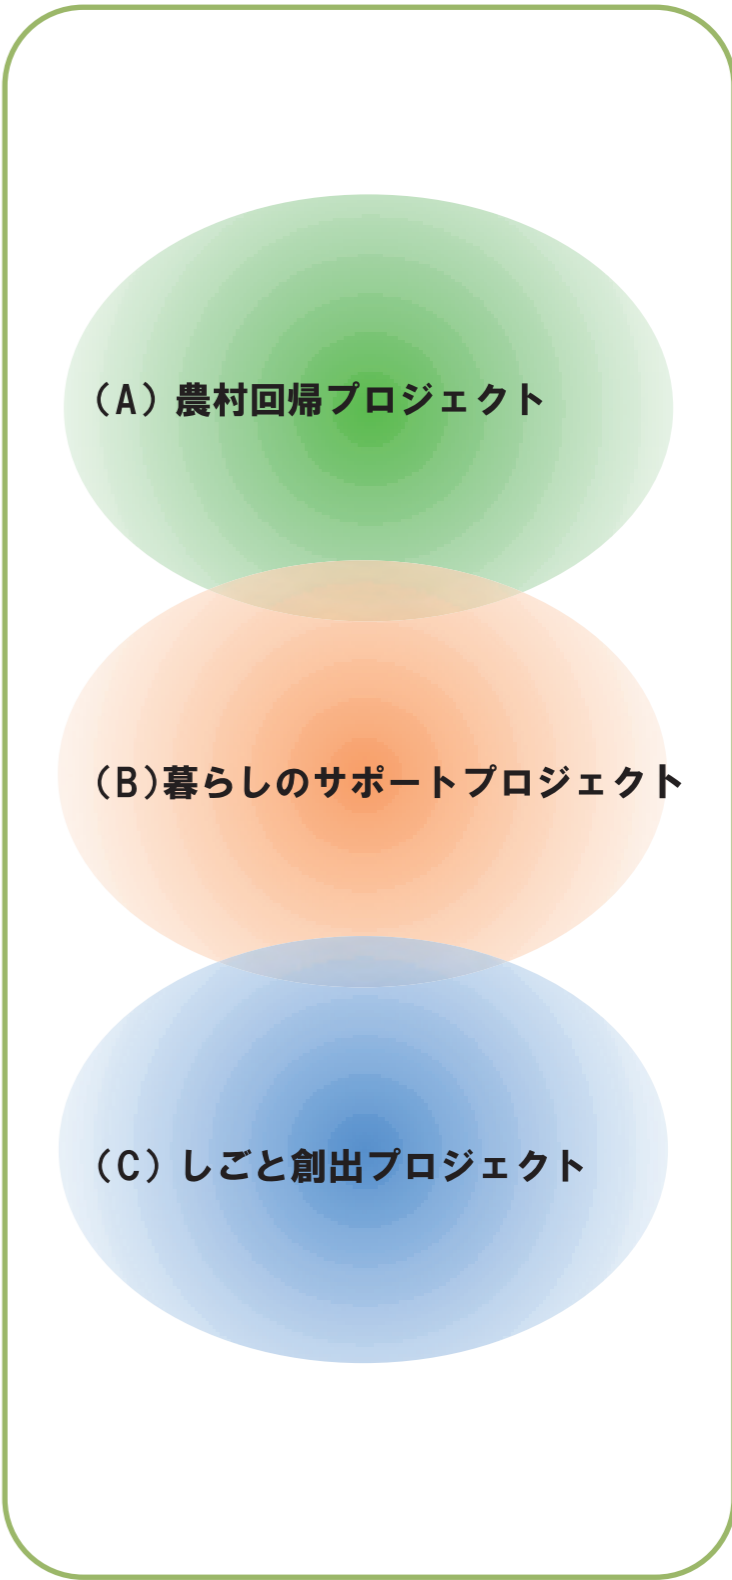 （A）農村回帰プロジェクト
（B）暮らしのサポートプロジェクト
（C）しごと創出プロジェクト